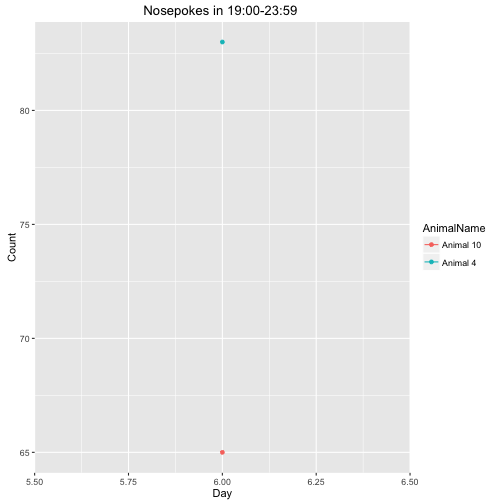 Nosepokes in 19:00-23:59
80
75
70
65
Count
5.50 5.75 6.00 6.25 6.50
Day
AnimalName
Animal 10
Animal 4